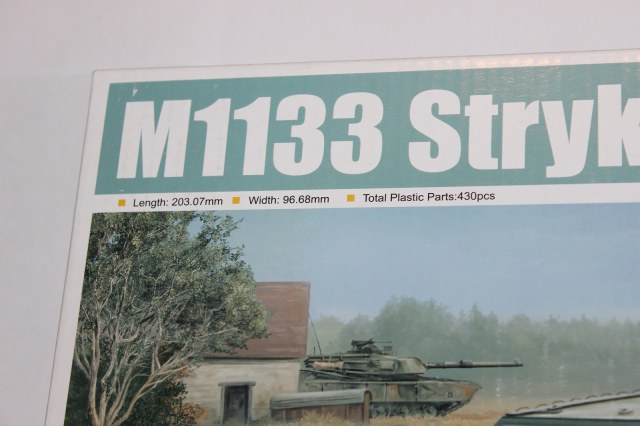 M1133 Stryk
Length: 203.07mm Width: 96.68mm Total Plastic Parts:430pcs